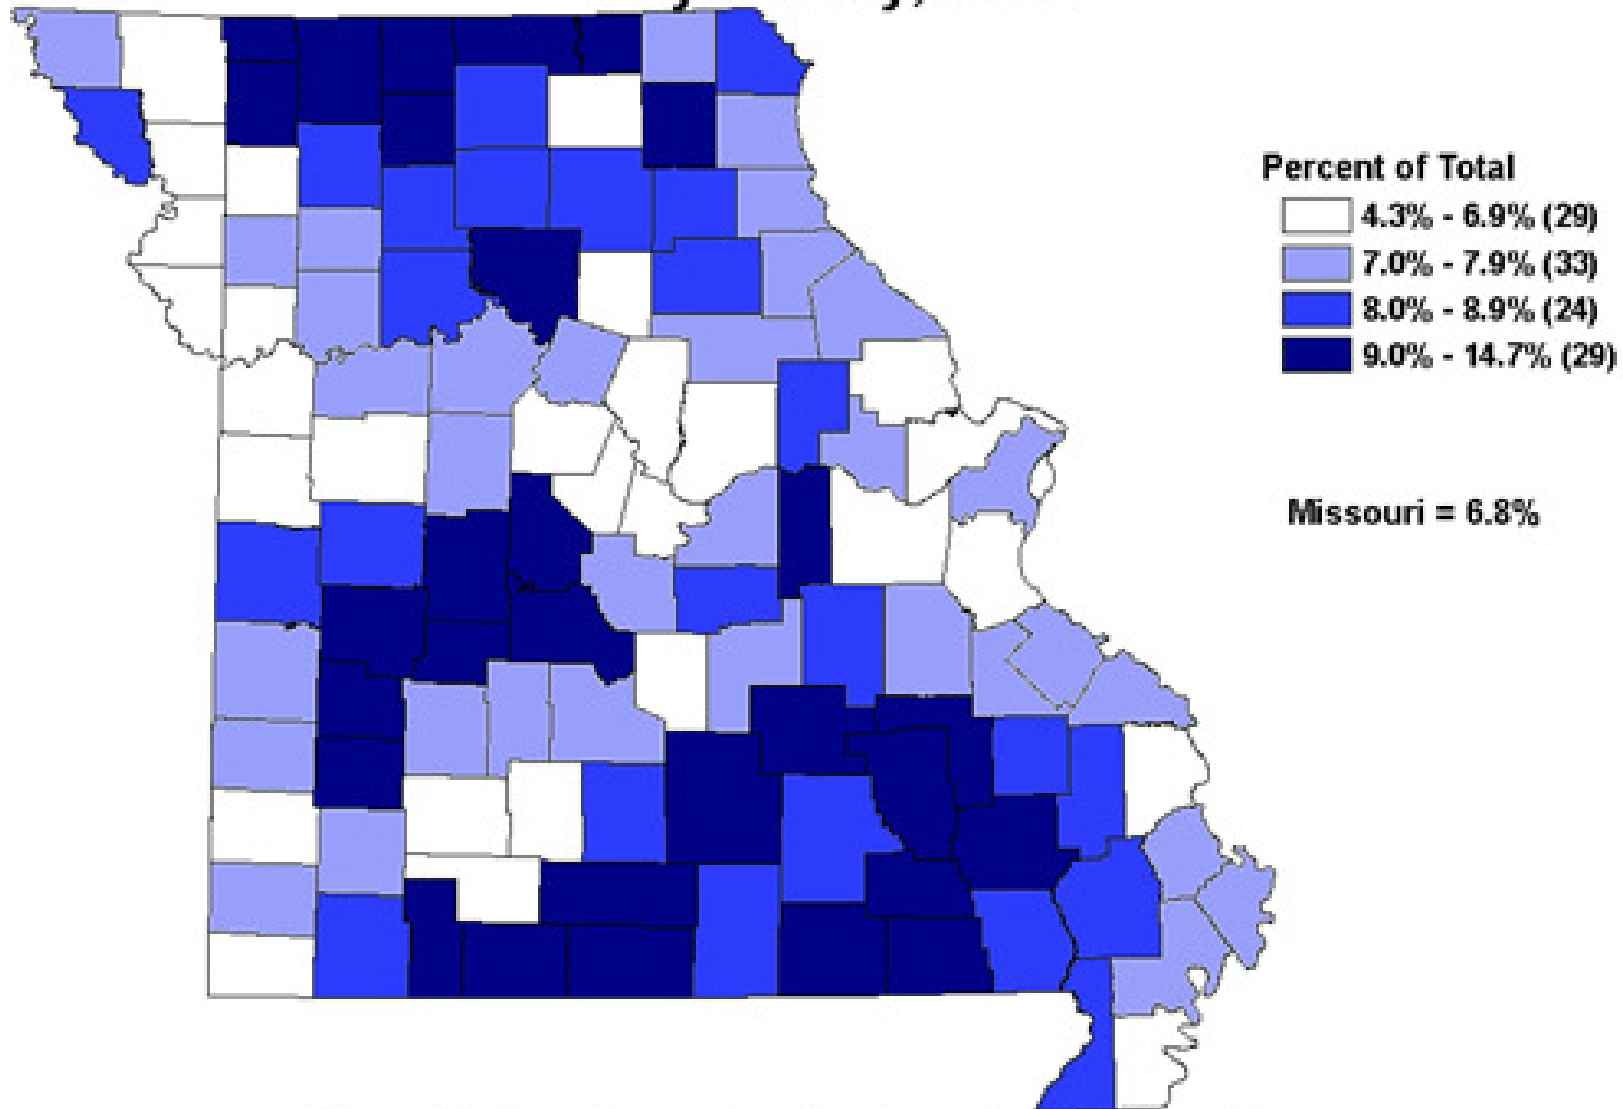 Percent of Total
4.3% - 6.9% (29)
7.0% - 7.9% (33)
8.0% - 8.9% (24)
9.0% - 14.7% (29)
Missouri = 6.8%